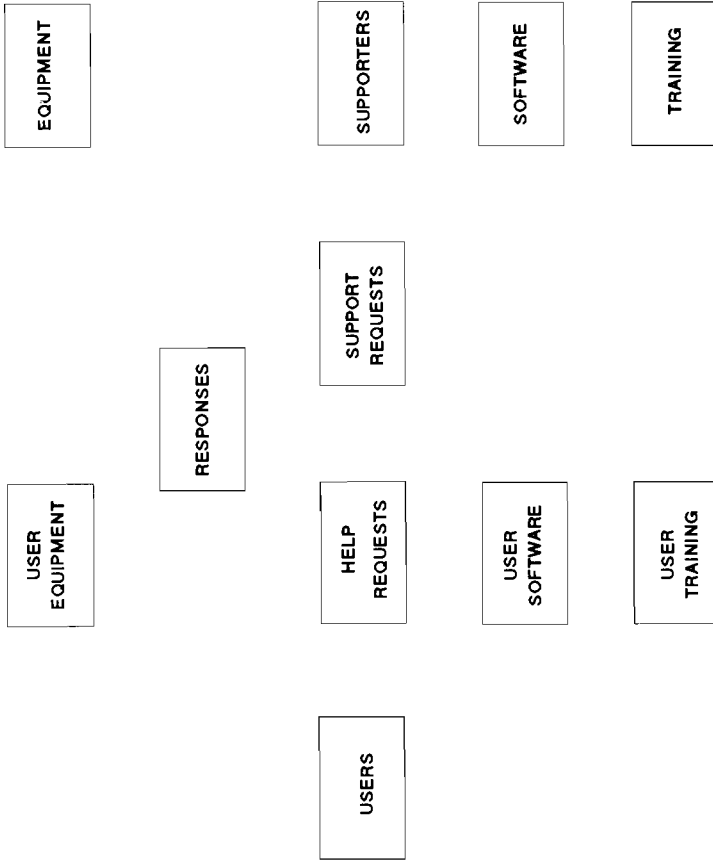 USER
EQUIPMENT
EQUIPMENT
RESPONSES
USERS
HELP
REQUESTS
SUPPORT
REQUESTS
SUPPORTERS
USER
SOFTWARE
SOFTWARE
USER
TRAINING
TRAINING